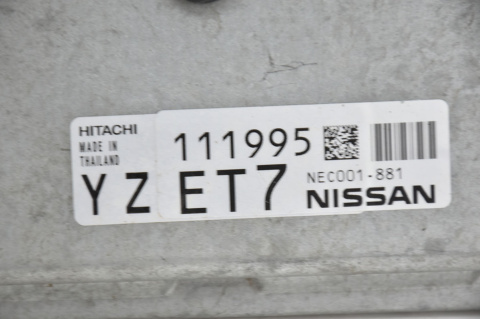 HITACHI
MADE IN
THAILAND
111995
YZ ET7
NEC001-881
NISSAN